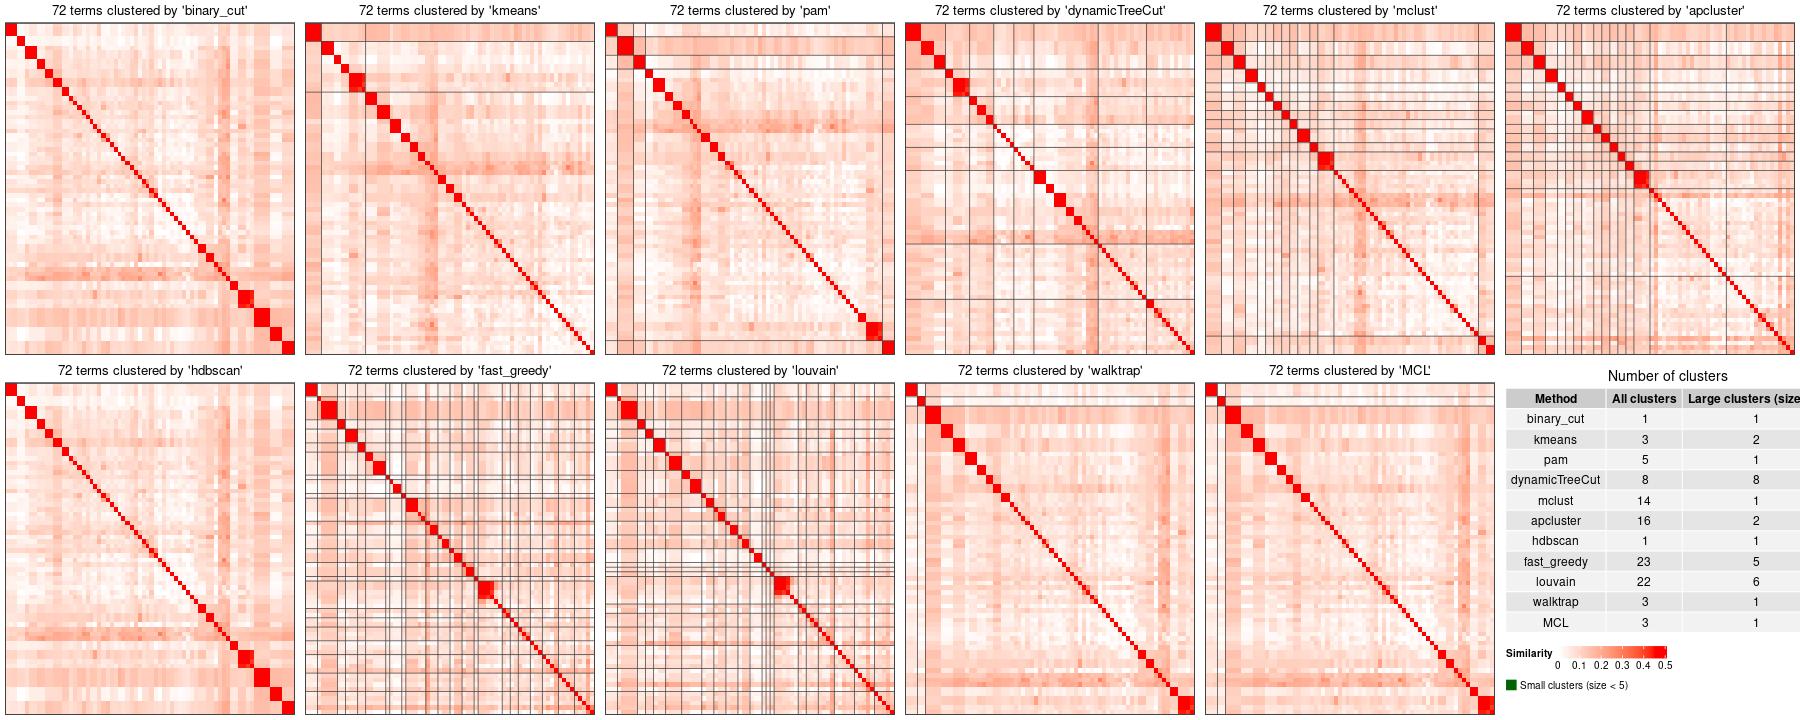 72 terms clustered by 'binary_cut'
72 terms clustered by 'kmeans'
72 terms clustered by 'pam'
72 terms clustered by 'dynamicTreeCut'
72 terms clustered by 'mclust'
72 terms clustered by 'apcluster'
72 terms clustered by 'hdbscan'
72 terms clustered by 'fast_greedy'
72 terms clustered by 'louvain'
72 terms clustered by 'walktrap'
72 terms clustered by 'MCL'
Number of clusters
Method All clusters Large clusters (size
binary_cut 1 1
kmeans 3 2
pam 5 1
dynamicTreeCut 8 8
mclust 14 1
apcluster 16 2
hdbscan 1 1
fast_greedy 23 5
louvain 22 6
walktrap 3 1
MCL 3 1
Similarity
0 0.1 0.2 0.3 0.4 0.5
Small clusters (size < 5)